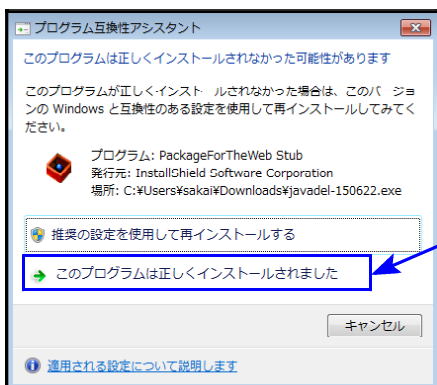 プログラム互換性アシスタント
このプログラムは正しくインストールされなかった可能性があります
このプログラムが正しくインスト ルされなかった場合は、このバ ジョ
ンの Windows と互換性のある設定を使用して再インストールしてみてく
ださい。
プログラム: PackageForTheWeb Stub
発行元: InstallShield Software Corporation
場所: C:¥Users¥sakai¥Downloads¥javadel-150622.exe
推奨の設定を使用して再インストールする
このプログラムは正しくインストールされました
キャンセル
適用される設定について説明します